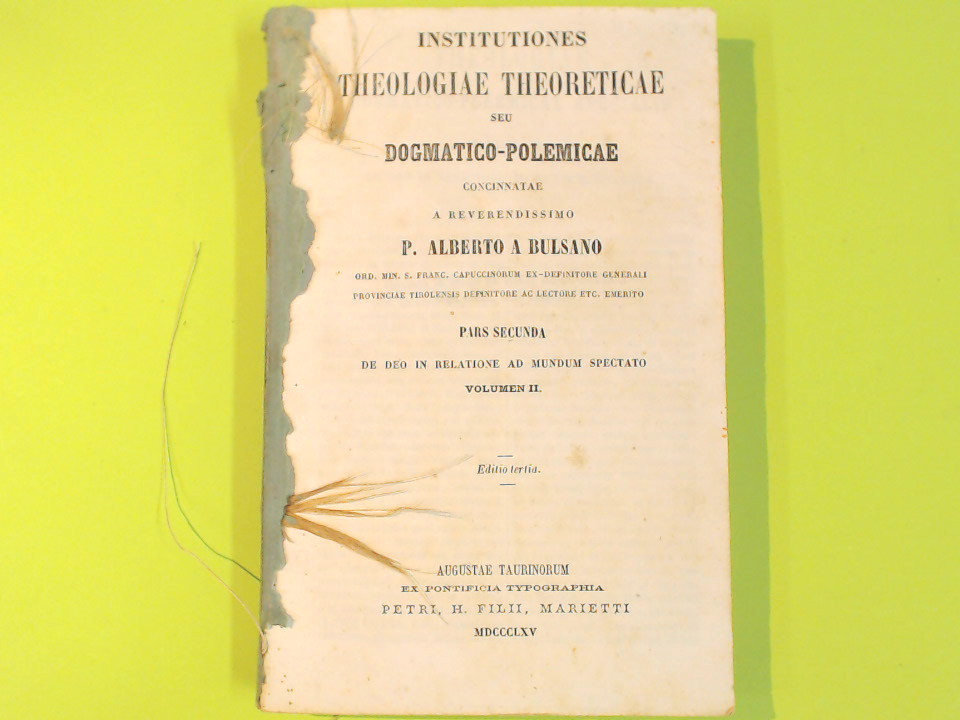 INSTITUTIONES
THEOLOGIAE THEORETICAE
SEU
DOGMATICO-POLEMICAE
CONCINNATAE
A REVERENDISSIMO
P. ALBERTO A BULSANO
ORD. MIN. S. FRANC. CAPUCCINORUM EX-DEFINITORE GENERALI
PROVINCIAE TIROLENSIS DEFINITORE AC LECTORE ETC. EMERITO
PARS SECUNDA
DE DEO IN RELATIONE AD MUNDUM SPECTATO
VOLUMEN II.
Editio tertia.
AUGUSTAE TAURINORUM
EX PONTIFICIA TYPOGRAPHIA
PETRI, H. FILII, MARIETTI
MDCCCLXV